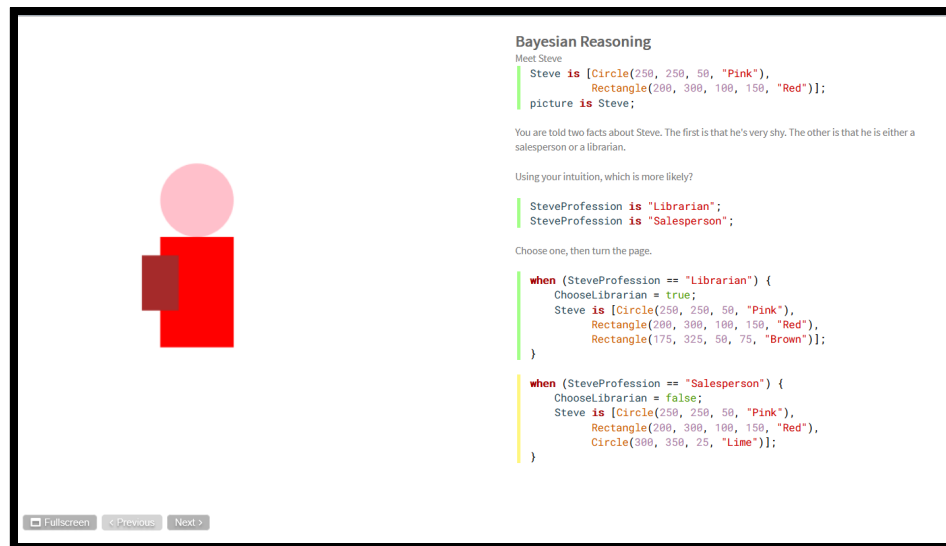 Bayesian Reasoning
Meet Steve
Steve is [Circle(250, 250, 50, "Pink"),
Rectangle(200, 300, 100, 150, "Red")];
picture is Steve;
You are told two facts about Steve. The first is that he's very shy. The other is that he is either a
salesperson or a librarian.
Using your intuition, which is more likely?
SteveProfession is "Librarian";
SteveProfession is "Salesperson";
Choose one, then turn the page.
when (SteveProfession == "Librarian") {
ChooseLibrarian = true;
Steve is [Circle(250, 250, 50, "Pink"),
Rectangle(200, 300, 100, 150, "Red"),
Rectangle(175, 325, 50, 75, "Brown")];
}
when (SteveProfession == "Salesperson") {
ChooseLibrarian = false;
Steve is [Circle(250, 250, 50, "Pink"),
Rectangle(200, 300, 100, 150, "Red"),
Circle(300, 350, 25, "Lime")];
}
Fullscreen < Previous Next >